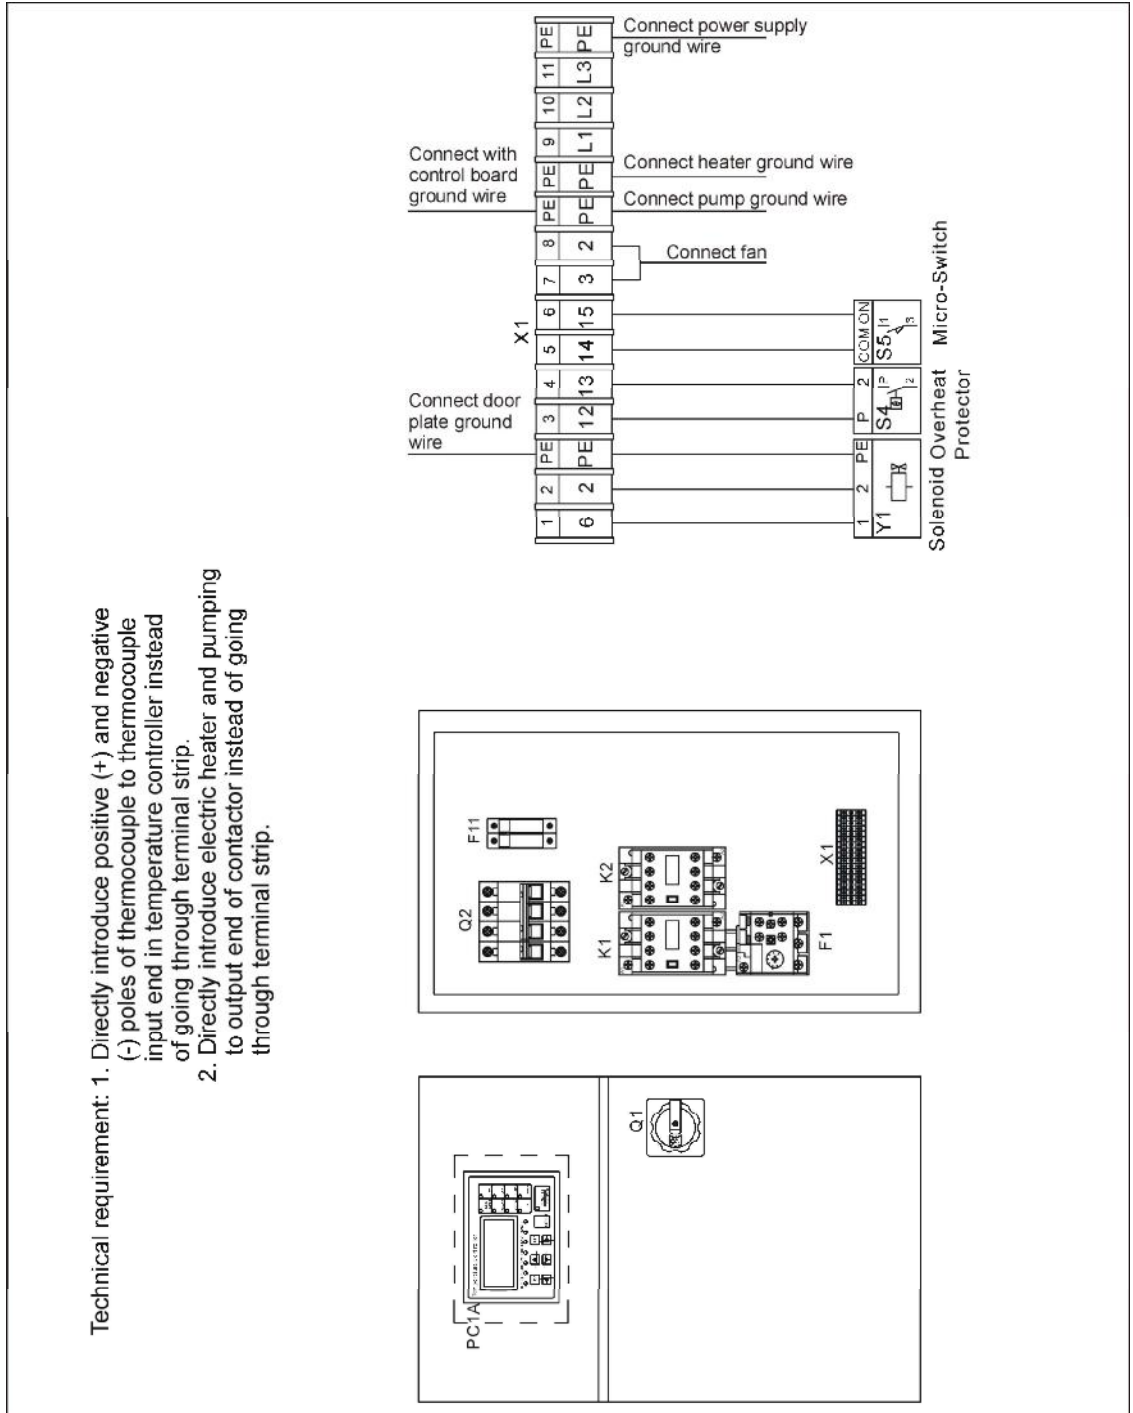 Technical requirement: 1. Directly introduce positive (+) and negative
(-) poles of thermocouple to thermocouple
input end in temperature controller instead
of going through terminal strip.
2. Directly introduce electric heater and pumping
to output end of contactor instead of going
through terminal strip.
Connect power supply
ground wire
Connect heater ground wire
Connect pump ground wire
Connect fan
Connect with
control board
ground wire
Connect door
plate ground
wire
X1
PE PE
11 L3
10 L2
9 L1
PE PE
PE PE
8 2
7 3
6 15
5 14
4 13
3 12
PE PE
2 2
1 6
COM ON
S5
1
3
Micro-Switch
P 2
S4
P
2
Overheat
Protector
1 2 PE
Y1
Solenoid
F11
Q2
K2
K1
F1
X1
Q1
PC1A